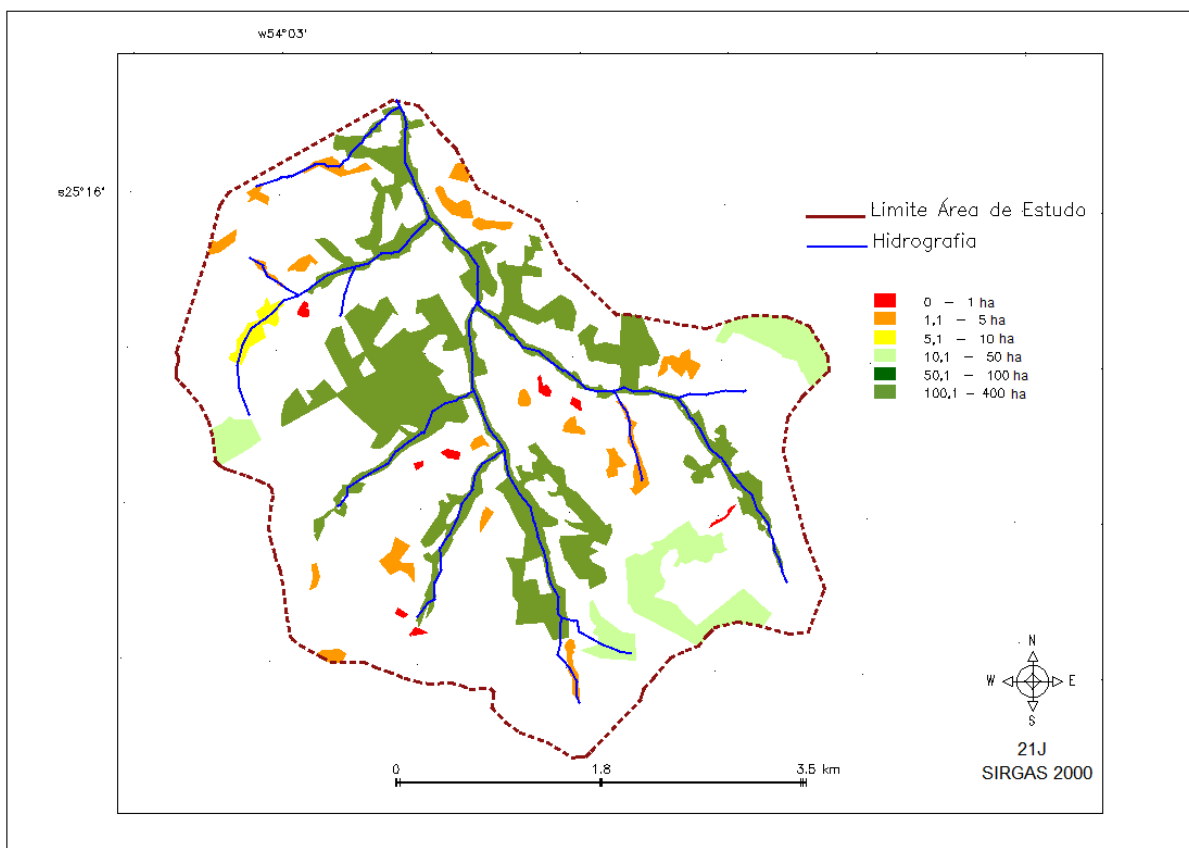 w54°03'
s25°16'
Limite Área de Estudo
Hidrografia
0 – 1 ha
1,1 – 5 ha
5,1 – 10 ha
10,1 – 50 ha
50,1 – 100 ha
100,1 – 400 ha
N
W E
S
21J
SIRGAS 2000
0 1.8 3.5 km